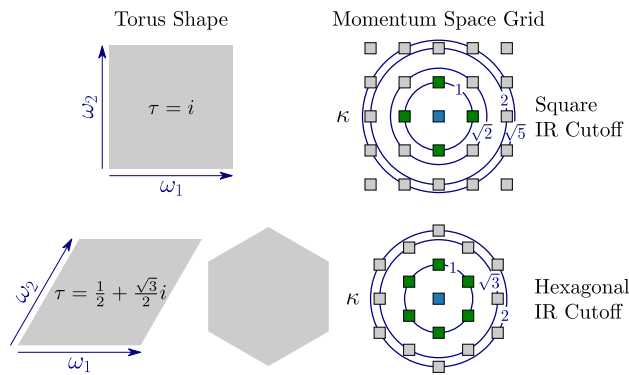 Torus Shape
Momentum Space Grid
ω₂
τ = i
ω₁
κ
1
√2
2
√5
Square
IR Cutoff
ω₂
τ = 1/2 + √3/2 i
ω₁
κ
1
√3
2
Hexagonal
IR Cutoff